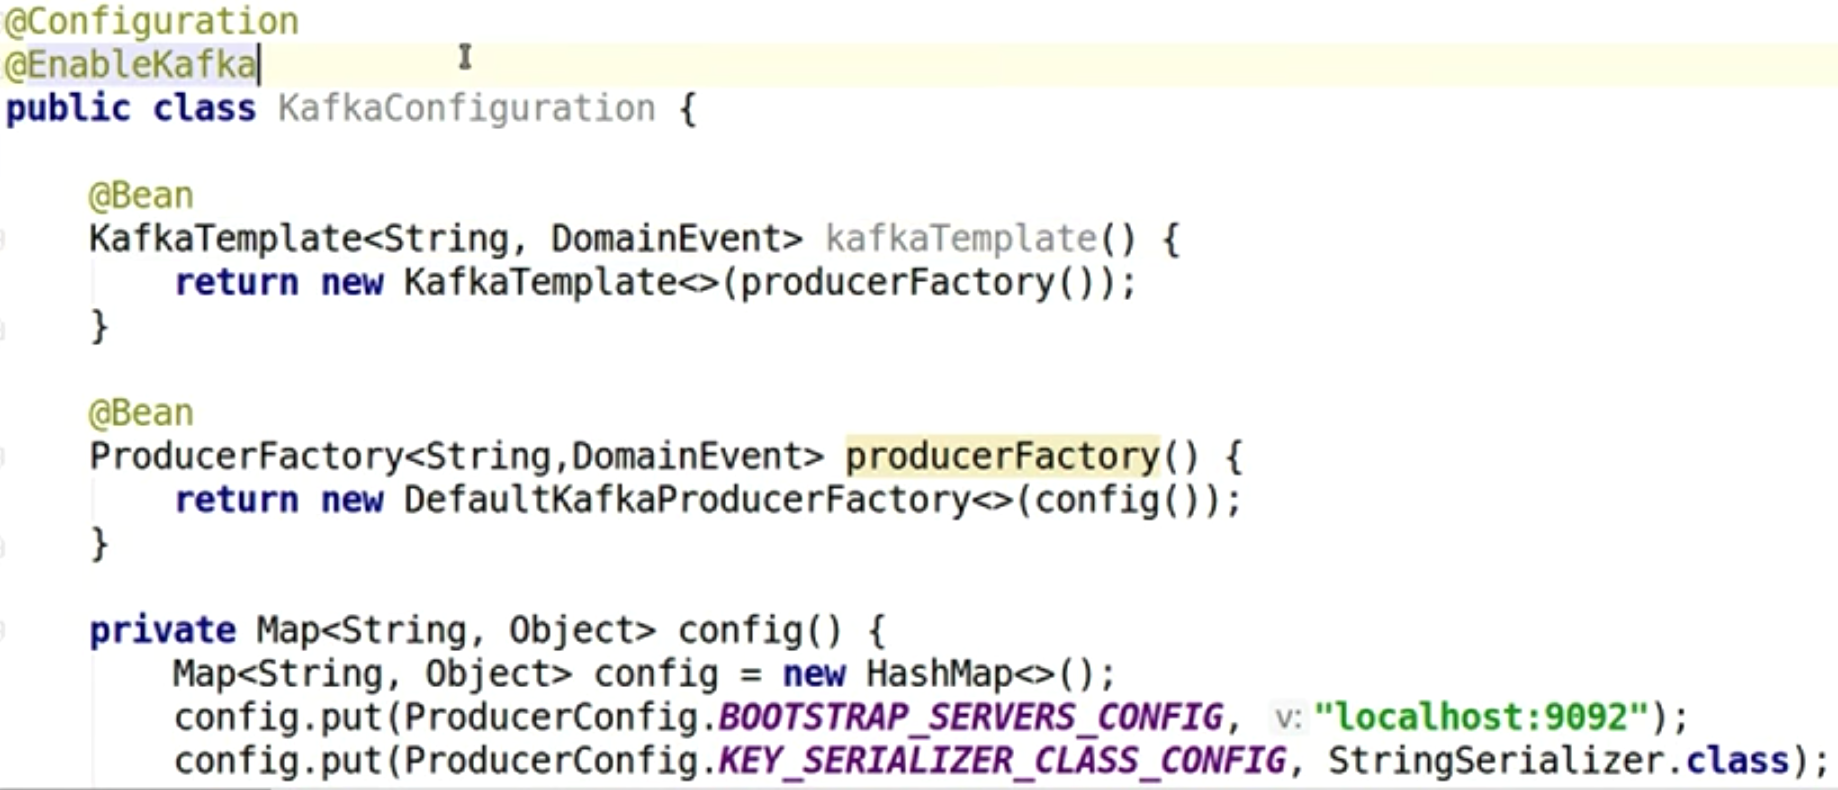 @Configuration
@EnableKafka
public class KafkaConfiguration {
@Bean
KafkaTemplate<String, DomainEvent> kafkaTemplate() {
return new KafkaTemplate<>(producerFactory());
}
@Bean
ProducerFactory<String,DomainEvent> producerFactory() {
return new DefaultKafkaProducerFactory<>(config());
}
private Map<String, Object> config() {
Map<String, Object> config = new HashMap<>();
config.put(ProducerConfig.BOOTSTRAP_SERVERS_CONFIG, v: "localhost:9092");
config.put(ProducerConfig.KEY_SERIALIZER_CLASS_CONFIG, StringSerializer.class);